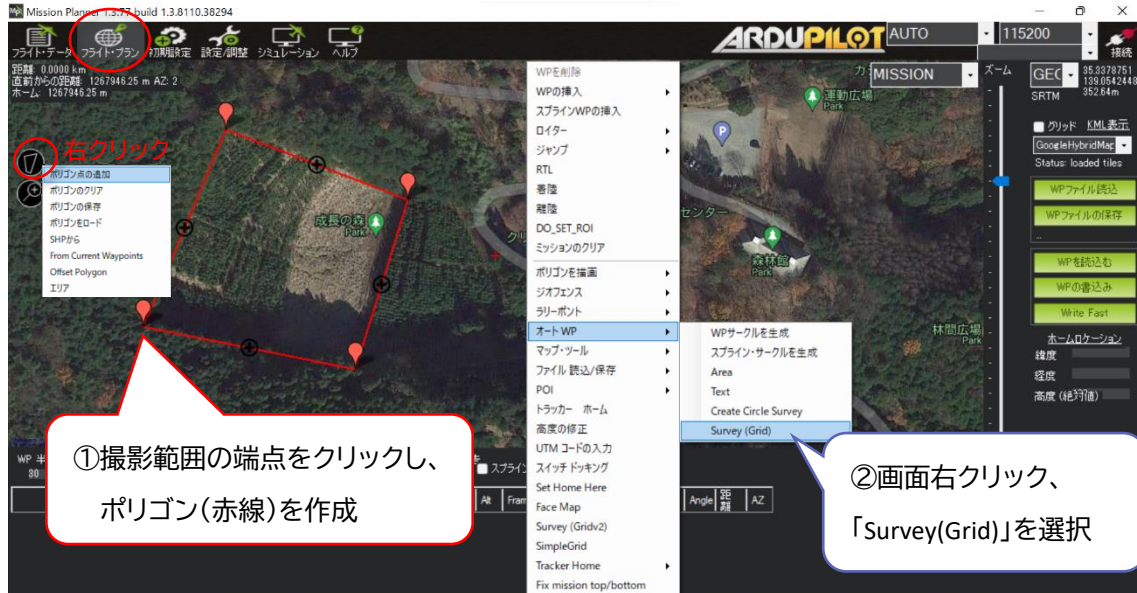 Mission Planner 1.3.77 build 1.3.8110.38294
フライト・データ
フライト・プラン
初期設定
設定/調整
シミュレーション
ヘルプ
ARDUPILOT
AUTO
115200
接続
距離: 0.0000 km
直前からの距離: 1267946.25 m AZ: 2
ホーム: 1267946.25 m
右クリック
ポリゴン点の追加
ポリゴンのクリア
ポリゴンの保存
ポリゴンをロード
SHPから
From Current Waypoints
Offset Polygon
エリア
成長の森
Park
WPを削除
WPの挿入
スプラインWPの挿入
ロイター
ジャンプ
RTL
着陸
離陸
DO_SET_ROI
ミッションのクリア
ポリゴンを描画
ジオフェンス
ラリーポント
オート WP
マップ・ツール
ファイル 読込/保存
POI
トラッカー ホーム
高度の修正
UTM コードの入力
スイッチ ドッキング
Set Home Here
Face Map
Survey (Gridv2)
SimpleGrid
Tracker Home
Fix mission top/bottom
WPサークルを生成
スプライン・サークルを生成
Area
Text
Create Circle Survey
Survey (Grid)
運動広場
Park
P
センター
森林館
Park
林間広場
Park
MISSION
ズーム
GEC
35.3378751
139.0542448
SRTM
352.64m
グリッド
KML表示
GoogleHybridMap
Status: loaded tiles
WPファイル読込
WPファイルの保存
WPを読込む
WPの書込み
Write Fast
ホームロケーション
緯度
経度
高度 (絶対値)
WP 半
30
スプライン
Alt
Fram
Angle
距離
AZ
①撮影範囲の端点をクリックし、
ポリゴン(赤線)を作成
②画面右クリック、
「Survey(Grid)」を選択